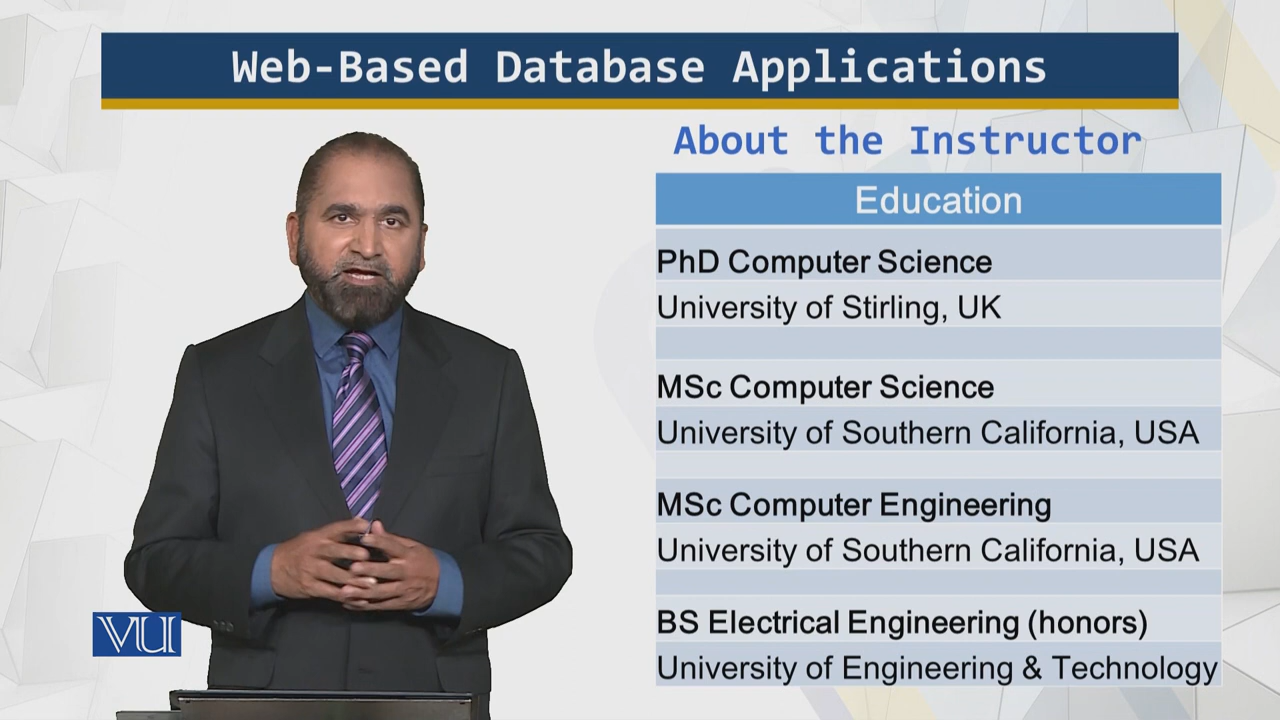 Web-Based Database Applications
About the Instructor
Education
PhD Computer Science
University of Stirling, UK
MSc Computer Science
University of Southern California, USA
MSc Computer Engineering
University of Southern California, USA
BS Electrical Engineering (honors)
University of Engineering & Technology
VU